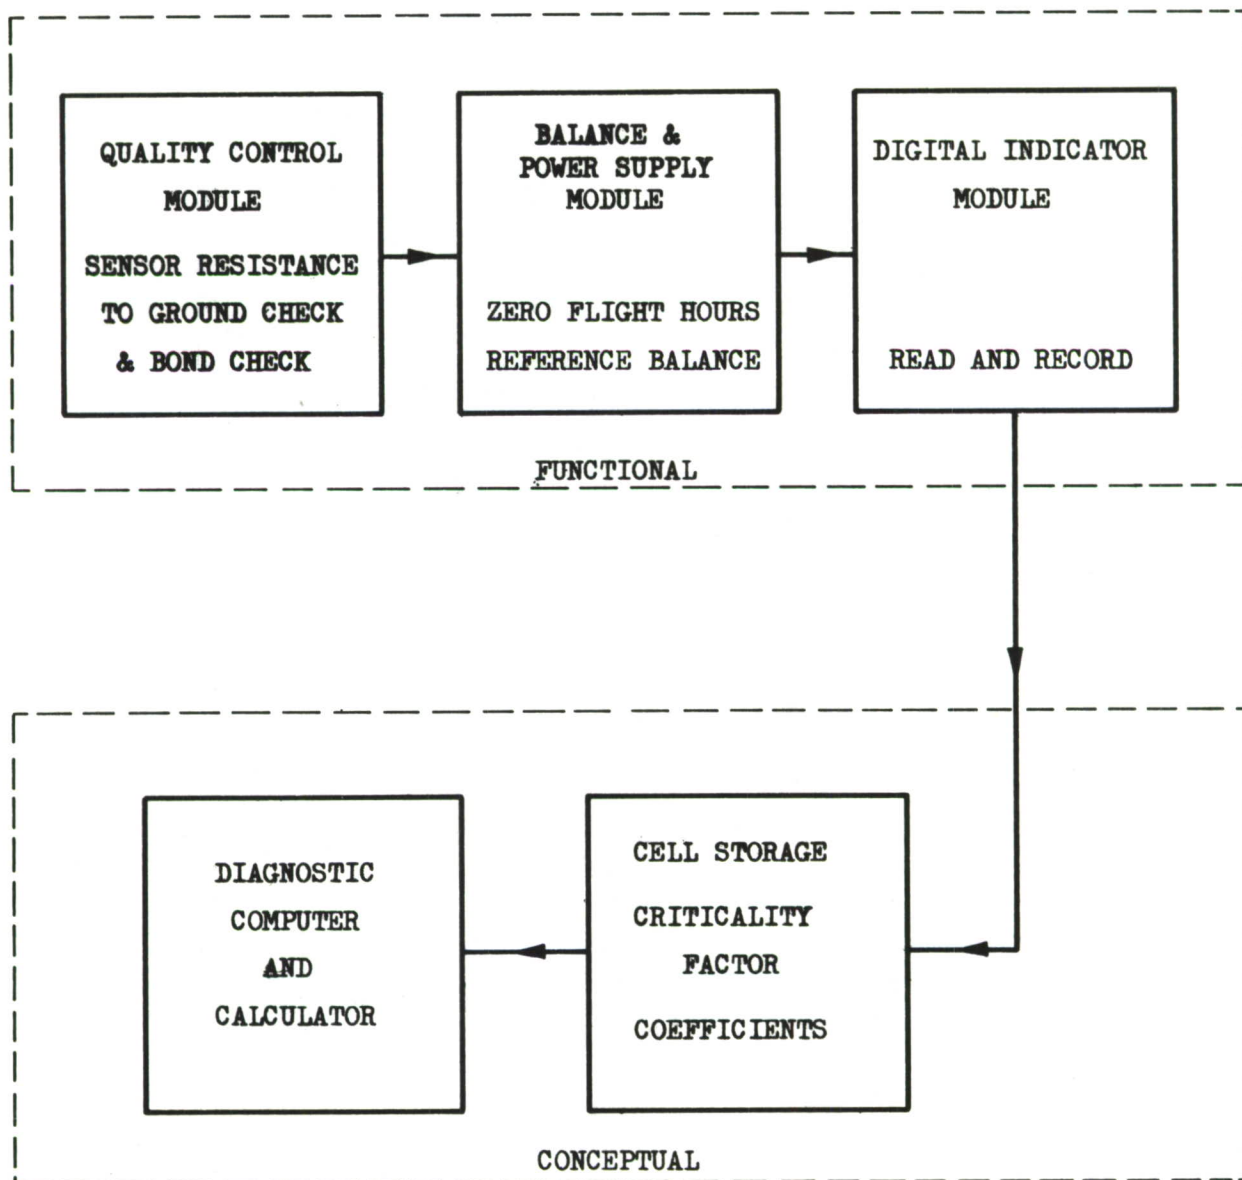 QUALITY CONTROL
MODULE
SENSOR RESISTANCE
TO GROUND CHECK
& BOND CHECK
BALANCE &
POWER SUPPLY
MODULE
ZERO FLIGHT HOURS
REFERENCE BALANCE
DIGITAL INDICATOR
MODULE
READ AND RECORD
FUNCTIONAL
DIAGNOSTIC
COMPUTER
AND
CALCULATOR
CELL STORAGE
CRITICALITY
FACTOR
COEFFICIENTS
CONCEPTUAL